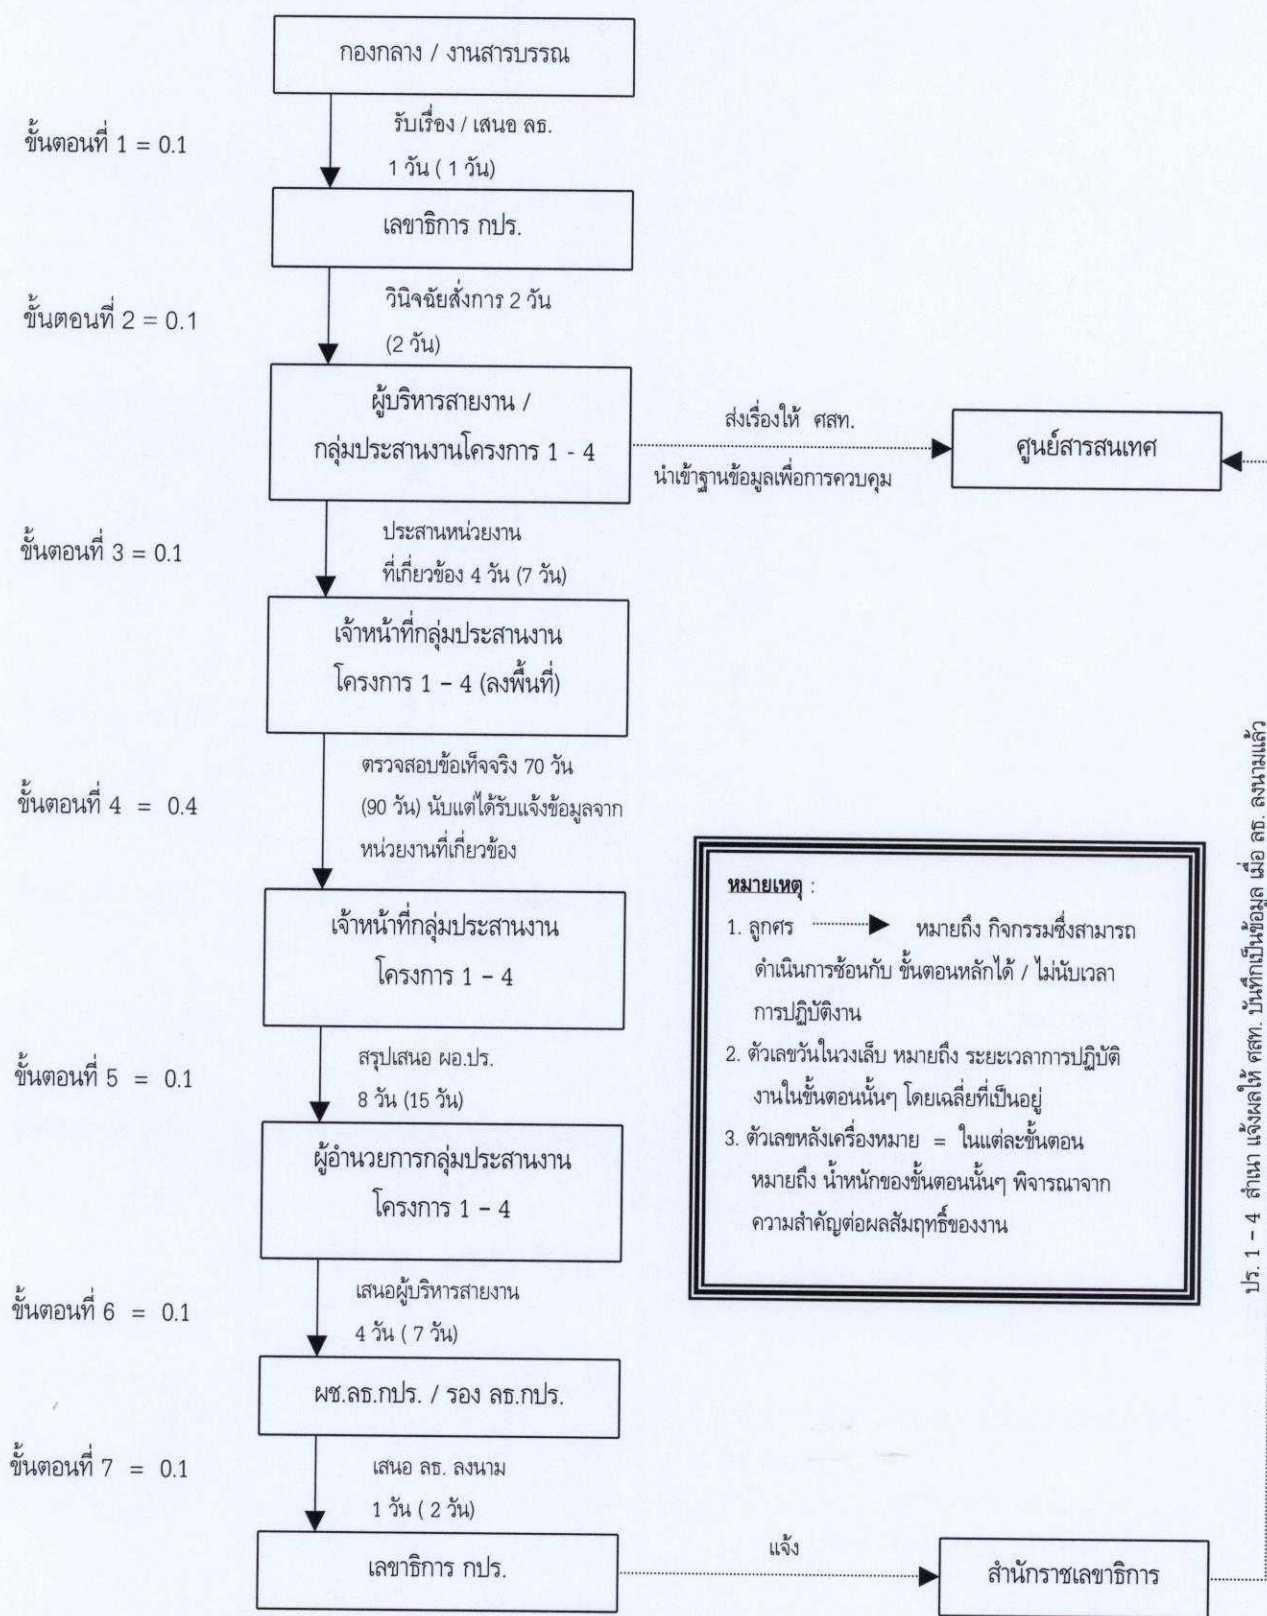 กองกลาง / งานสารบรรณ
ขั้นตอนที่ 1 = 0.1
รับเรื่อง / เสนอ ลธ.
1 วัน ( 1 วัน)
เลขาธิการ กปร.
ขั้นตอนที่ 2 = 0.1
วินิจฉัยสั่งการ 2 วัน
(2 วัน)
ผู้บริหารสายงาน /
กลุ่มประสานงานโครงการ 1 - 4
ส่งเรื่องให้ ศสท.
นำเข้าฐานข้อมูลเพื่อการควบคุม
ศูนย์สารสนเทศ
ขั้นตอนที่ 3 = 0.1
ประสานหน่วยงาน
ที่เกี่ยวข้อง 4 วัน (7 วัน)
เจ้าหน้าที่กลุ่มประสานงาน
โครงการ 1 – 4 (ลงพื้นที่)
ขั้นตอนที่ 4 = 0.4
ตรวจสอบข้อเท็จจริง 70 วัน
(90 วัน) นับแต่ได้รับแจ้งข้อมูลจาก
หน่วยงานที่เกี่ยวข้อง
เจ้าหน้าที่กลุ่มประสานงาน
โครงการ 1 – 4
ขั้นตอนที่ 5 = 0.1
สรุปเสนอ ผอ.ปร.
8 วัน (15 วัน)
ผู้อำนวยการกลุ่มประสานงาน
โครงการ 1 – 4
ขั้นตอนที่ 6 = 0.1
เสนอผู้บริหารสายงาน
4 วัน ( 7 วัน)
ผช.ลธ.กปร. / รอง ลธ.กปร.
ขั้นตอนที่ 7 = 0.1
เสนอ ลธ. ลงนาม
1 วัน ( 2 วัน)
เลขาธิการ กปร.
แจ้ง
สำนักราชเลขาธิการ
หมายเหตุ :
1. ลูกศร หมายถึง กิจกรรมซึ่งสามารถ
ดำเนินการซ้อนกับ ขั้นตอนหลักได้ / ไม่นับเวลา
การปฏิบัติงาน
2. ตัวเลขวันในวงเล็บ หมายถึง ระยะเวลาการปฏิบัติ
งานในขั้นตอนนั้นๆ โดยเฉลี่ยที่เป็นอยู่
3. ตัวเลขหลังเครื่องหมาย = ในแต่ละขั้นตอน
หมายถึง น้ำหนักของขั้นตอนนั้นๆ พิจารณาจาก
ความสำคัญต่อผลสัมฤทธิ์ของงาน
ปร. 1 – 4 สำเนา แจ้งผลให้ ศสท. บันทึกเป็นข้อมูล เมื่อ ลธ. ลงนามแล้ว